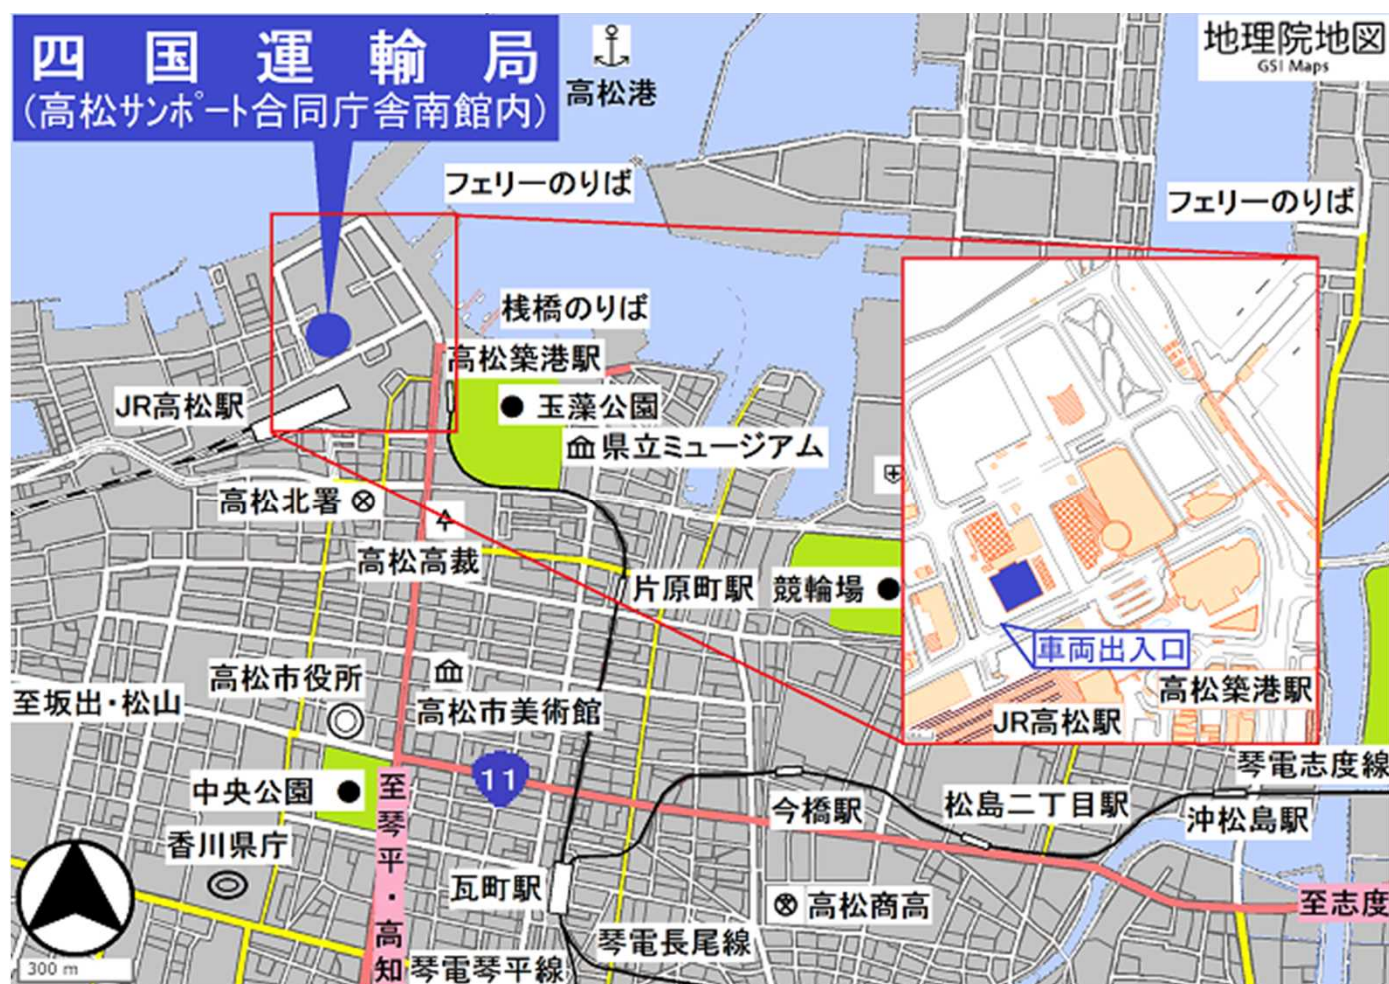 四国運輸局
(高松サンポート合同庁舎南館内)
高松港
地理院地図
GSI Maps
フェリーのりば
フェリーのりば
桟橋のりば
高松築港駅
JR高松駅
玉藻公園
県立ミュージアム
高松北署
高松高裁
片原町駅
競輪場
車両出入口
高松築港駅
JR高松駅
高松市役所
至坂出・松山
高松市美術館
11
中央公園
至琴平・高知
香川県庁
今橋駅
松島二丁目駅
琴電志度線
沖松島駅
瓦町駅
高松商高
至志度
琴電長尾線
琴電琴平線
300 m